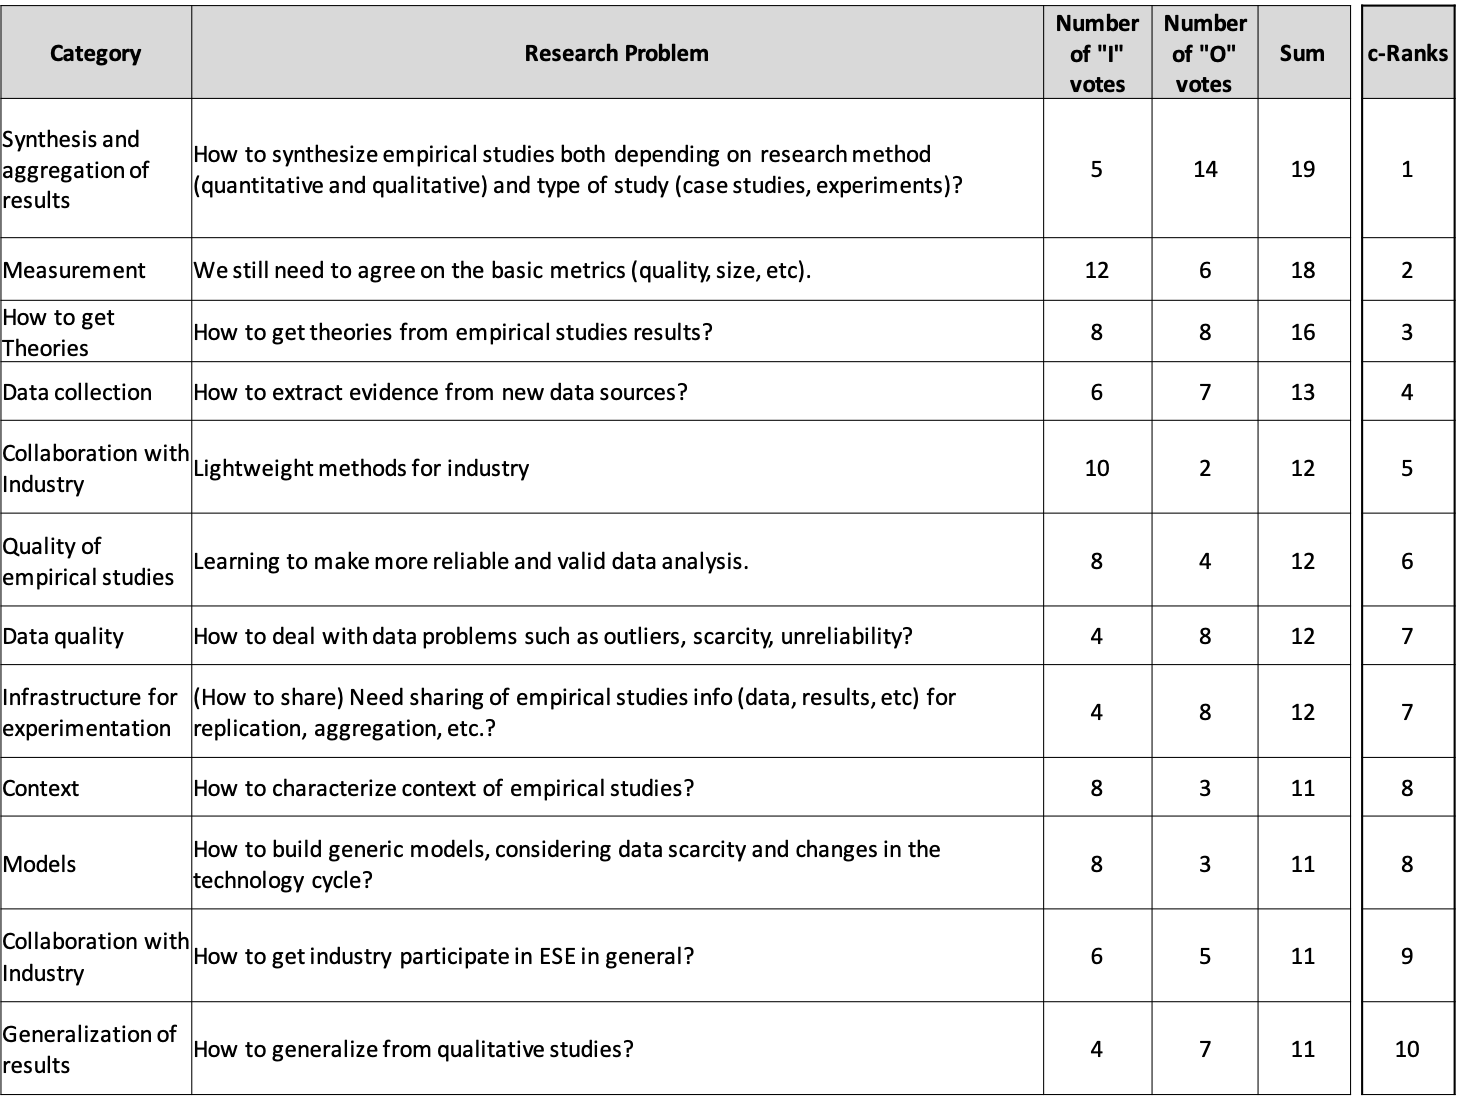 Category Research Problem Number of "I" votes Number of "O" votes Sum c-Ranks
Synthesis and aggregation of results How to synthesize empirical studies both depending on research method (quantitative and qualitative) and type of study (case studies, experiments)? 5 14 19 1
Measurement We still need to agree on the basic metrics (quality, size, etc). 12 6 18 2
How to get Theories How to get theories from empirical studies results? 8 8 16 3
Data collection How to extract evidence from new data sources? 6 7 13 4
Collaboration with Industry Lightweight methods for industry 10 2 12 5
Quality of empirical studies Learning to make more reliable and valid data analysis. 8 4 12 6
Data quality How to deal with data problems such as outliers, scarcity, unreliability? 4 8 12 7
Infrastructure for experimentation (How to share) Need sharing of empirical studies info (data, results, etc) for replication, aggregation, etc.? 4 8 12 7
Context How to characterize context of empirical studies? 8 3 11 8
Models How to build generic models, considering data scarcity and changes in the technology cycle? 8 3 11 8
Collaboration with Industry How to get industry participate in ESE in general? 6 5 11 9
Generalization of results How to generalize from qualitative studies? 4 7 11 10